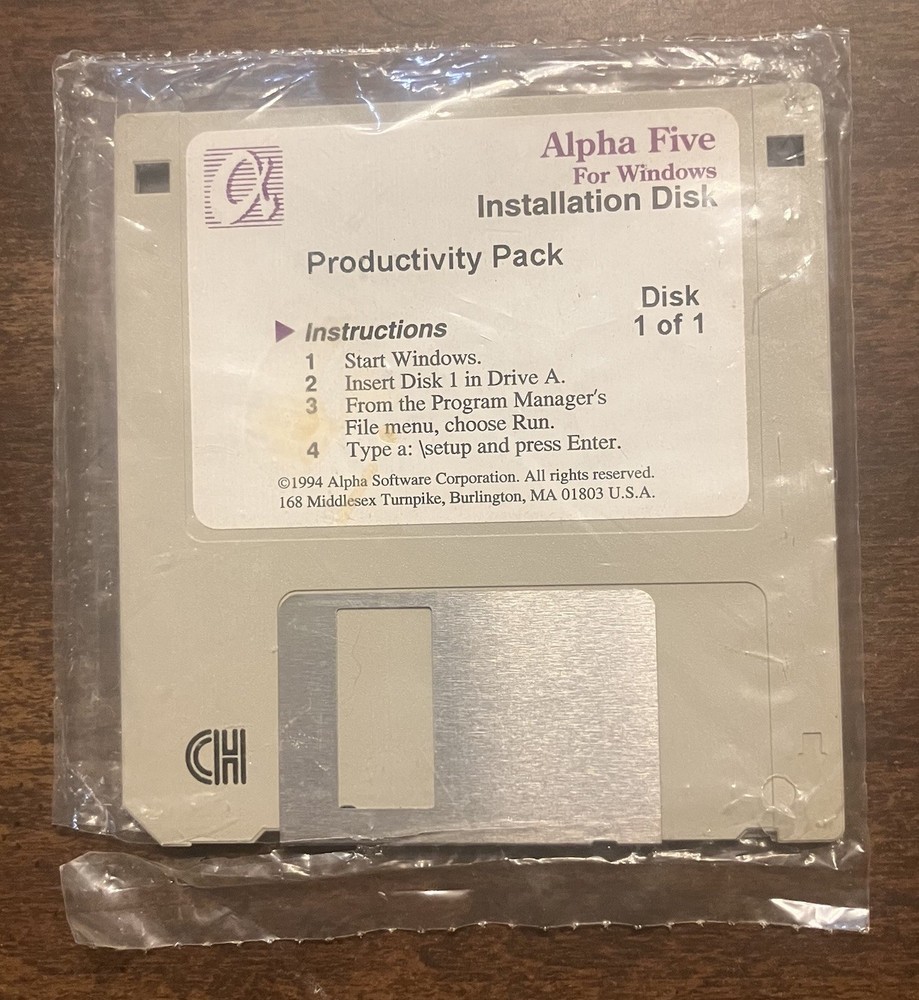 Alpha Five
For Windows
Installation Disk
Productivity Pack
Disk
1 of 1
Instructions
1 Start Windows.
2 Insert Disk 1 in Drive A.
3 From the Program Manager's
File menu, choose Run.
4 Type a: \setup and press Enter.
©1994 Alpha Software Corporation. All rights reserved.
168 Middlesex Turnpike, Burlington, MA 01803 U.S.A.
CH